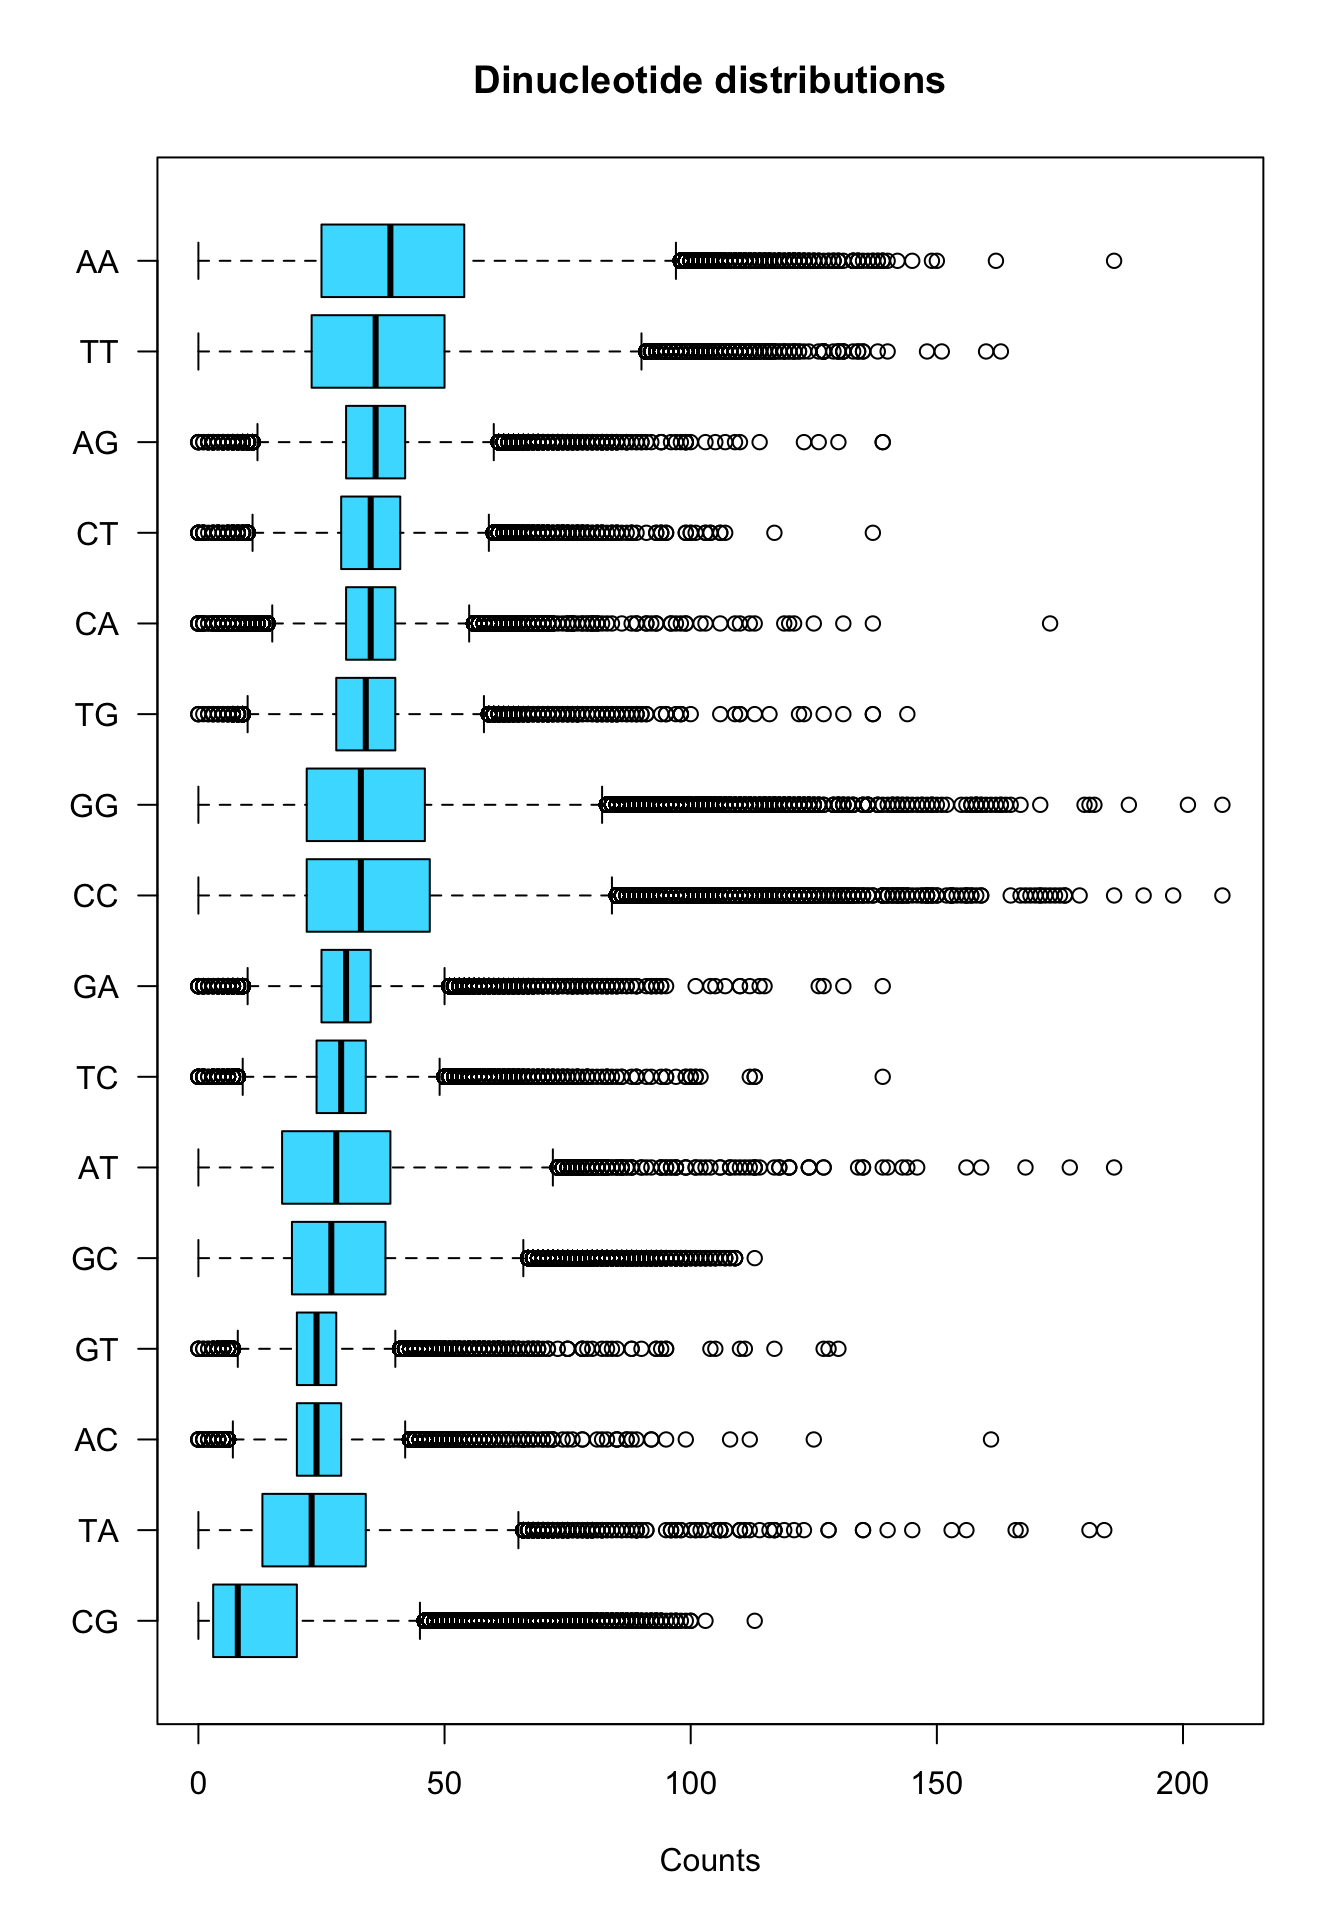 Dinucleotide distributions
AA
TT
AG
CT
CA
TG
GG
CC
GA
TC
AT
GC
GT
AC
TA
CG
0 50 100 150 200
Counts